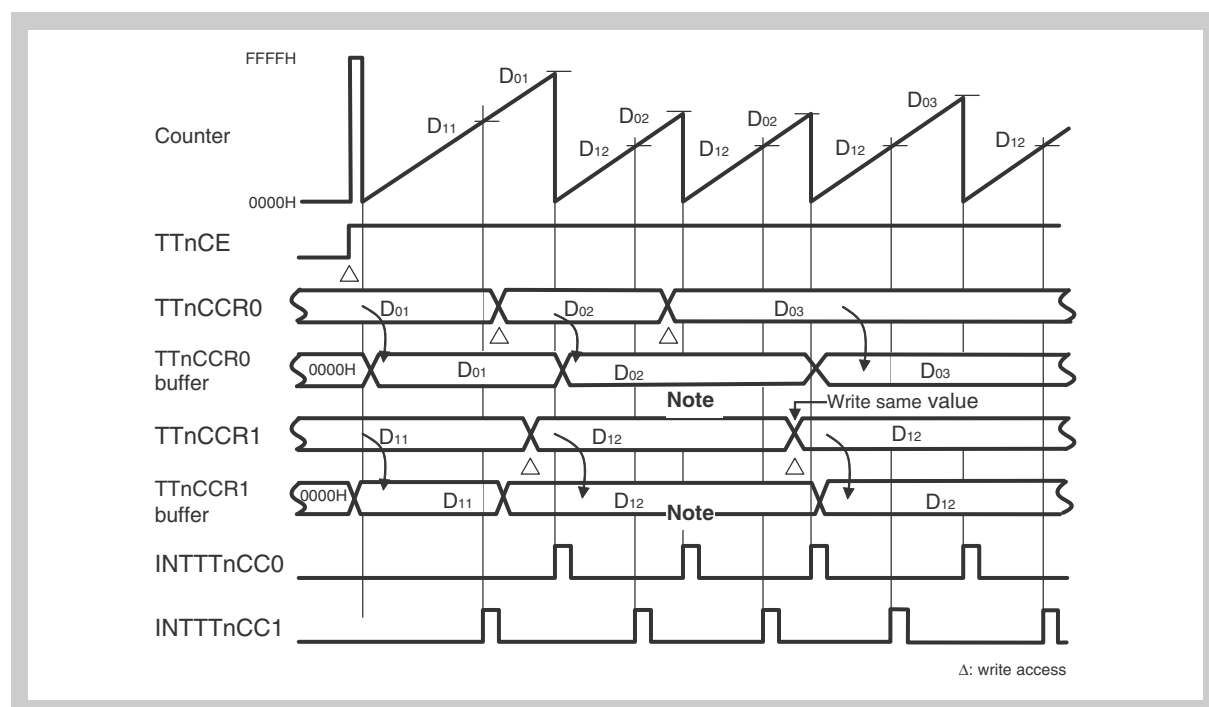 FFFFH
Counter
0000H
D11
D01
D12
D02
D12
D02
D12
D03
D12
TTnCE
Δ
TTnCCR0
D01
D02
D03
Δ
Δ
TTnCCR0
buffer
0000H
D01
D02
D03
Note
Write same value
TTnCCR1
D11
D12
D12
Δ
Δ
TTnCCR1
buffer
0000H
D11
D12
Note
D12
INTTTnCC0
INTTTnCC1
Δ: write access